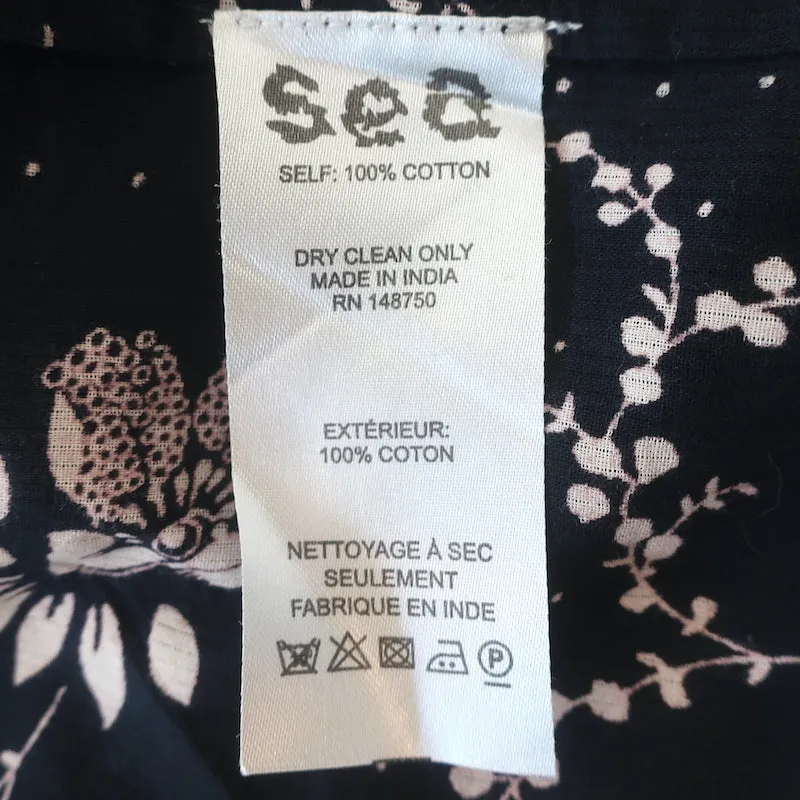 sea
SELF: 100% COTTON
DRY CLEAN ONLY
MADE IN INDIA
RN 148750
EXTÉRIEUR:
100% COTON
NETTOYAGE À SEC
SEULEMENT
FABRIQUE EN INDE
P